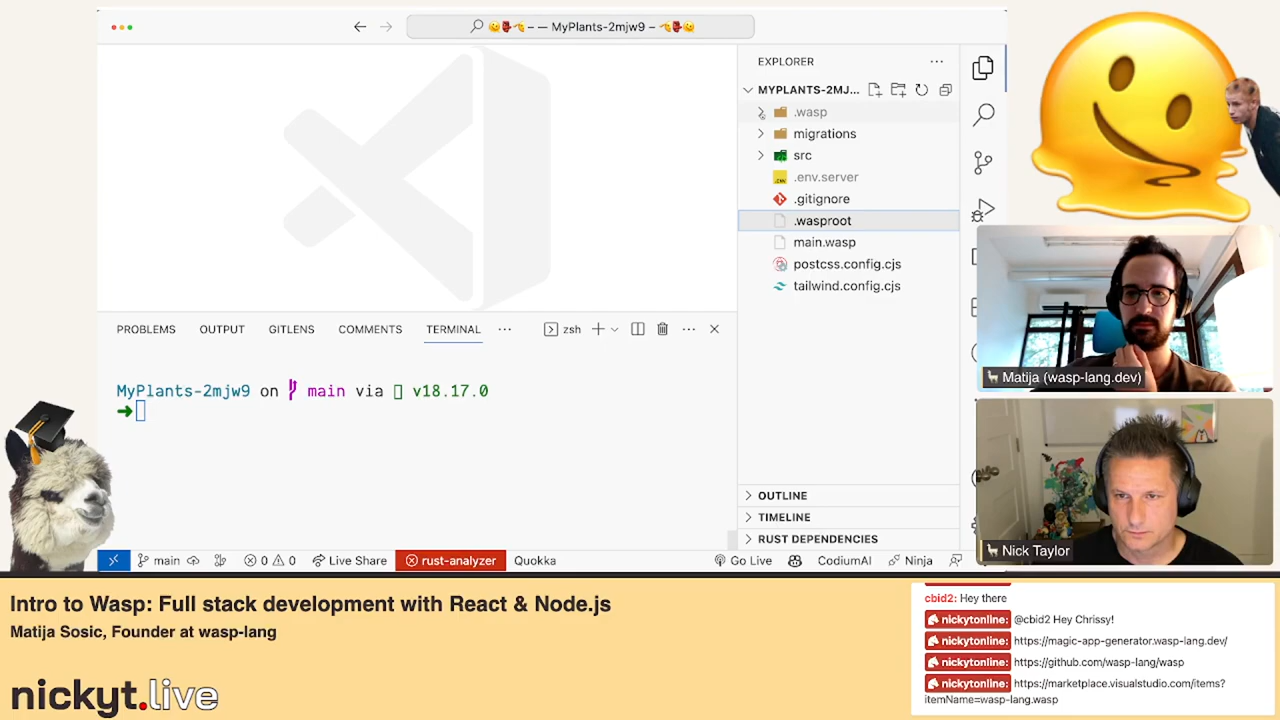 MyPlants-2mjw9
EXPLORER
MYPLANTS-2MJ...
.wasp
migrations
src
.env.server
.gitignore
.wasproot
main.wasp
postcss.config.cjs
tailwind.config.cjs
PROBLEMS OUTPUT GITLENS COMMENTS TERMINAL ... zsh
MyPlants-2mjw9 on main via v18.17.0
OUTLINE
TIMELINE
RUST DEPENDENCIES
main 0 0 Live Share rust-analyzer Quokka Go Live CodiumAI Ninja
Matija (wasp-lang.dev)
Nick Taylor
Intro to Wasp: Full stack development with React & Node.js
Matija Sosic, Founder at wasp-lang
nickyt.live
cbid2: Hey there
nickytonline: @cbid2 Hey Chrissy!
nickytonline: https://magic-app-generator.wasp-lang.dev/
nickytonline: https://github.com/wasp-lang/wasp
nickytonline: https://marketplace.visualstudio.com/items?
itemName=wasp-lang.wasp